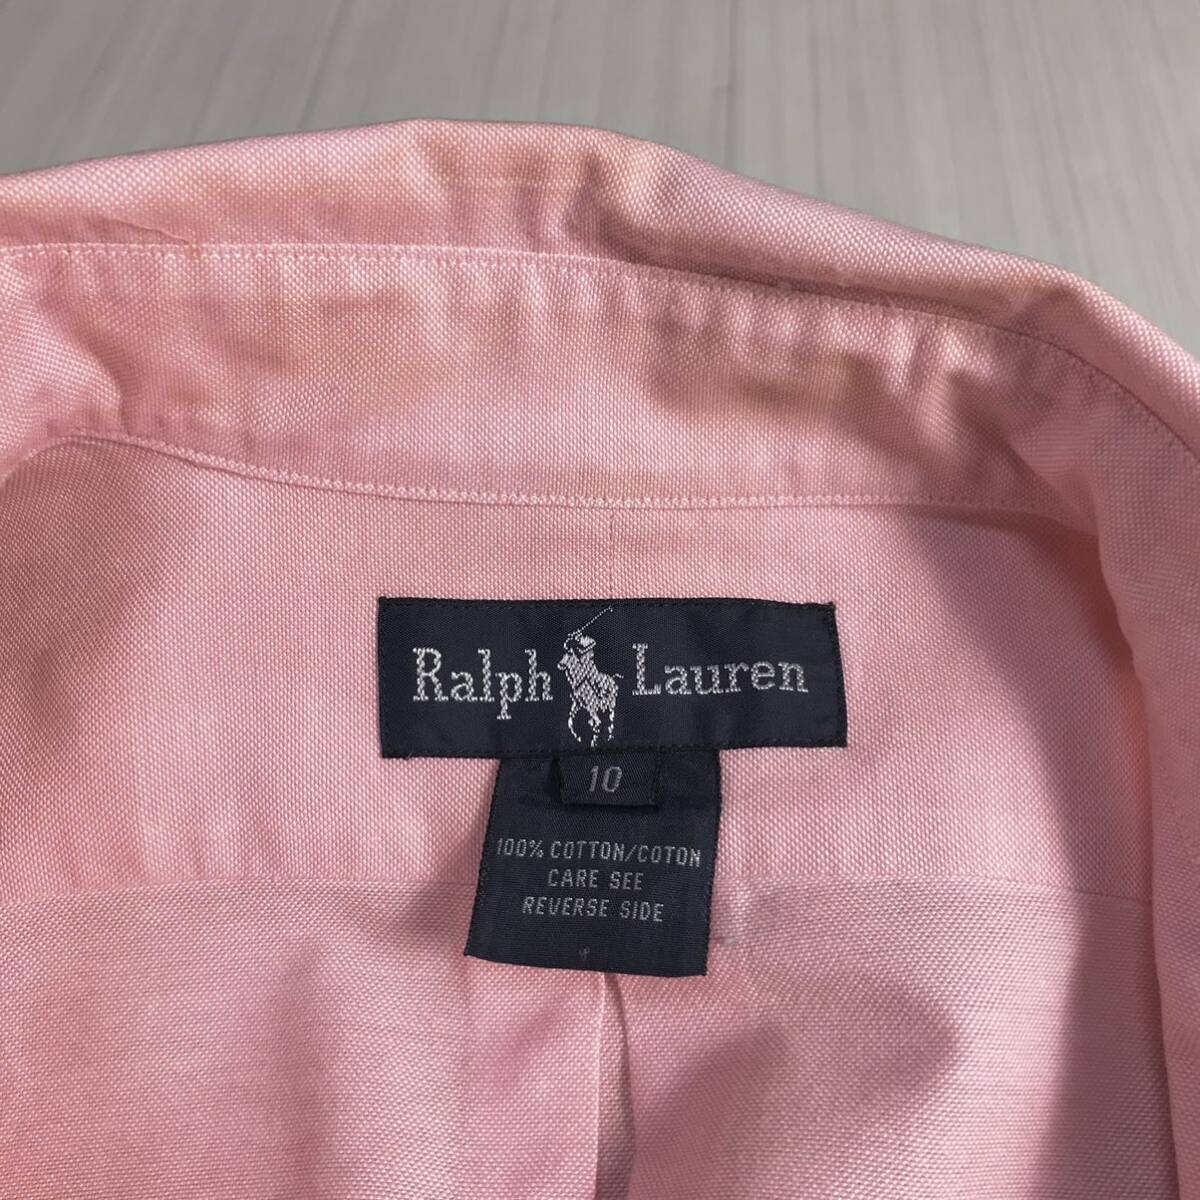 Ralph Lauren
10
100% COTTON/COTON
CARE SEE
REVERSE SIDE